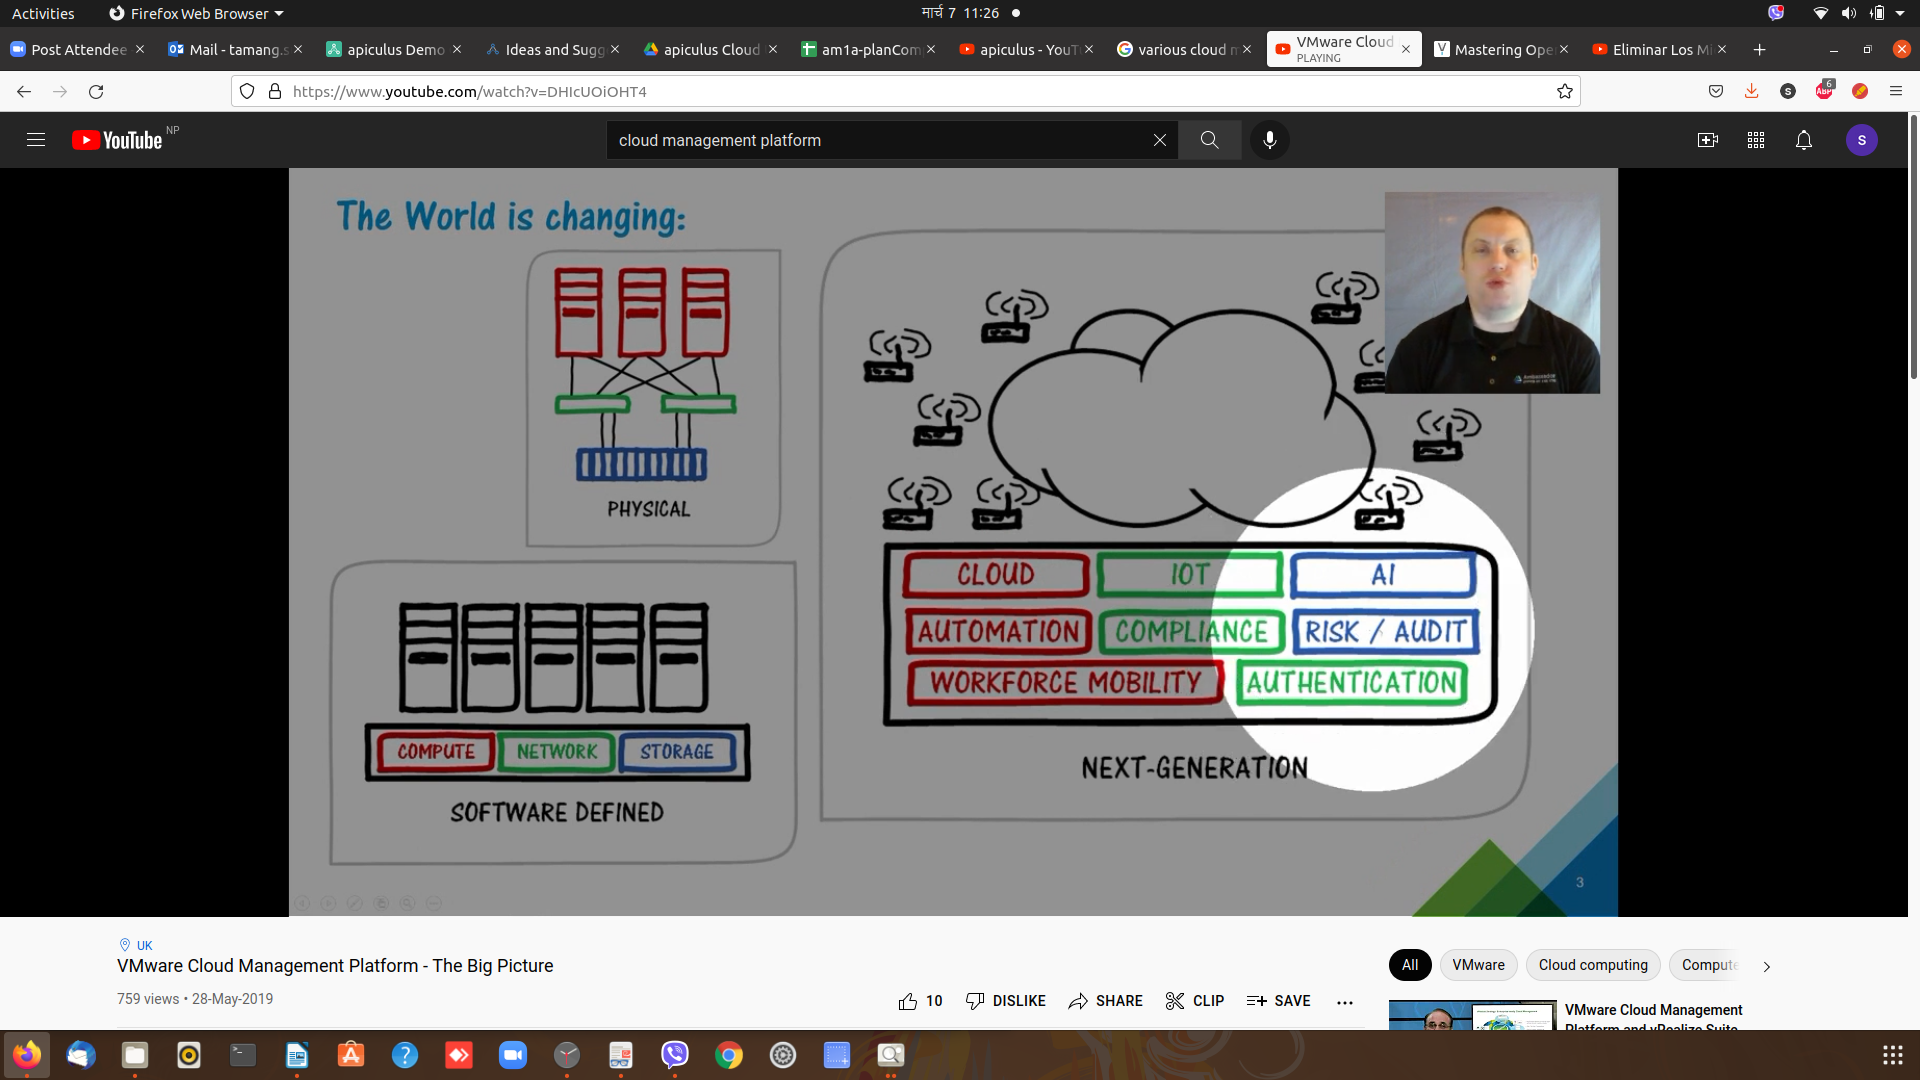 Activities
Firefox Web Browser
मार्च 7 11:26
Post Attendee
Mail - tamang.s
apiculus Demo
Ideas and Sugg
apiculus Cloud
am1a-planCom
apiculus - YouT
various cloud m
VMware Cloud
PLAYING
Mastering Ope
Eliminar Los Mi
https://www.youtube.com/watch?v=DHIcUOiOHT4
S
ABP
6
YouTube NP
cloud management platform
S
The World is changing:
PHYSICAL
CLOUD IOT AI
AUTOMATION COMPLIANCE RISK / AUDIT
WORKFORCE MOBILITY AUTHENTICATION
NEXT-GENERATION
COMPUTE NETWORK STORAGE
SOFTWARE DEFINED
3
UK
VMware Cloud Management Platform - The Big Picture
759 views • 28-May-2019
10 DISLIKE SHARE CLIP SAVE
All VMware Cloud computing Compute
VMware Cloud Management
Platform and vRealize Suite